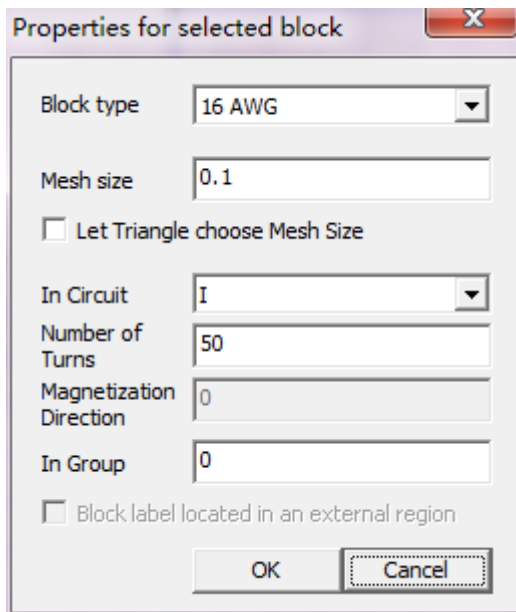 Properties for selected block
Block type 16 AWG
Mesh size 0.1
Let Triangle choose Mesh Size
In Circuit I
Number of
Turns 50
Magnetization
Direction 0
In Group 0
Block label located in an external region
OK Cancel